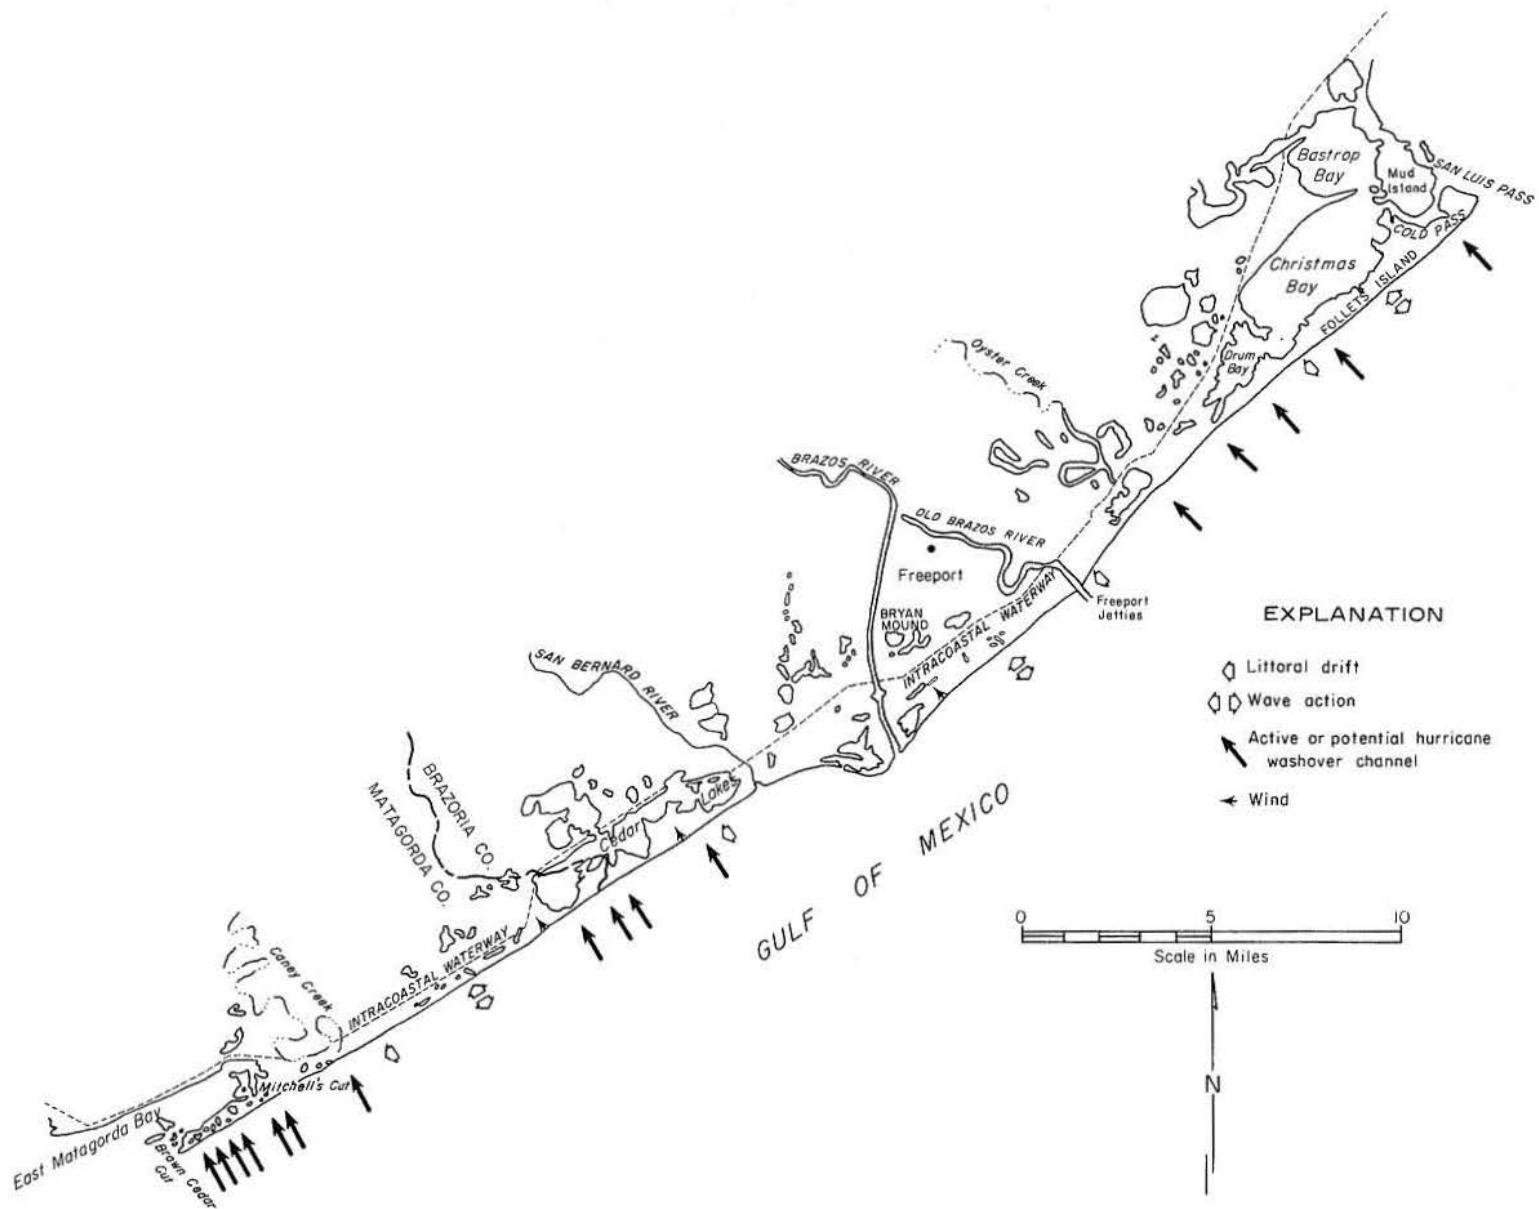 Bastrop
Bay
Mud
Island
SAN LUIS PASS
COLD PASS
Christmas
Bay
FOLLETS ISLAND
Drum
Bay
Oyster Creek
BRAZOS RIVER
OLD BRAZOS RIVER
Freeport
BRYAN
MOUND
INTRACOASTAL WATERWAY
Freeport
Jetties
EXPLANATION
Littoral drift
Wave action
Active or potential hurricane
washover channel
Wind
SAN BERNARD RIVER
BRAZORIA CO.
MATAGORDA CO.
Cedar Lakes
GULF OF MEXICO
0 5 10
Scale in Miles
N
Caney Creek
INTRACOASTAL WATERWAY
Mitchell's Cut
East Matagorda Bay
Brown Cedar
Cut